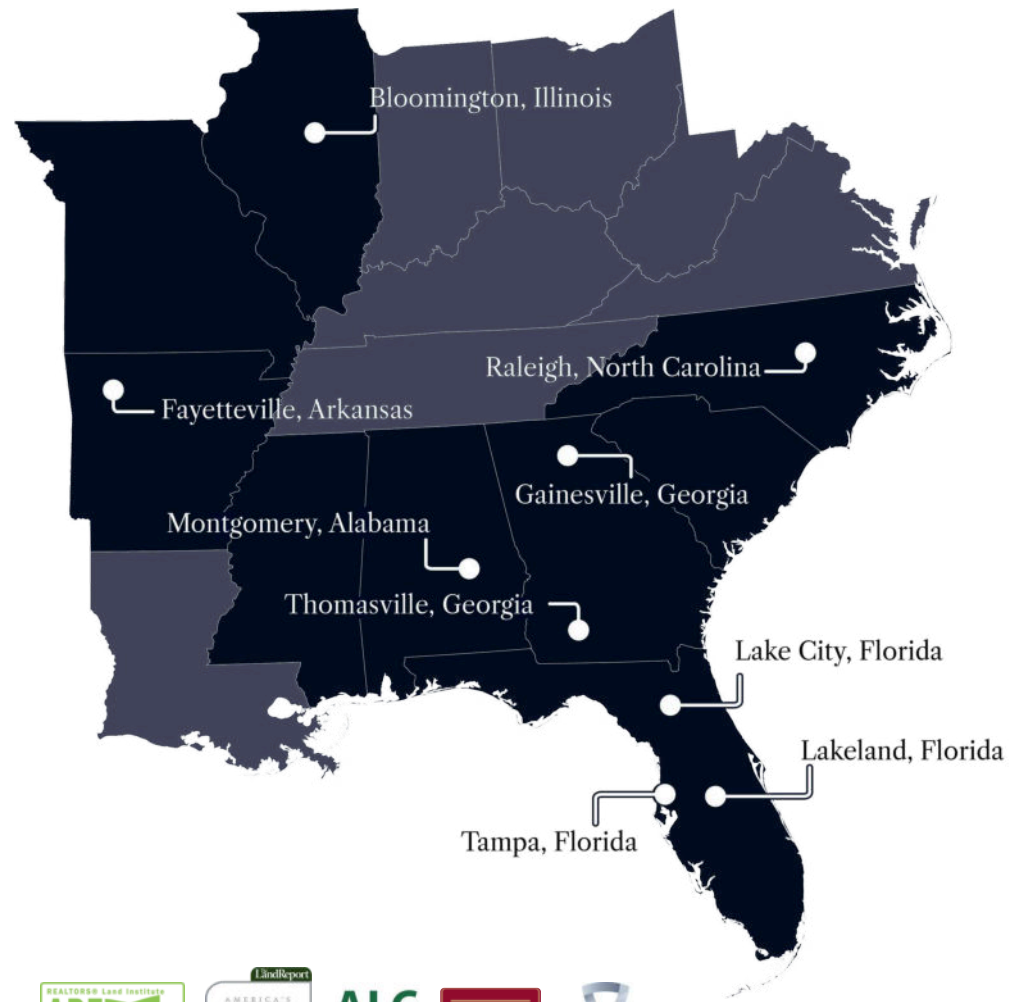 Bloomington, Illinois
Raleigh, North Carolina
Fayetteville, Arkansas
Gainesville, Georgia
Montgomery, Alabama
Thomasville, Georgia
Lake City, Florida
Lakeland, Florida
Tampa, Florida
The LandReport
REALTORS® Land Institute
AMERICA'S
ALC